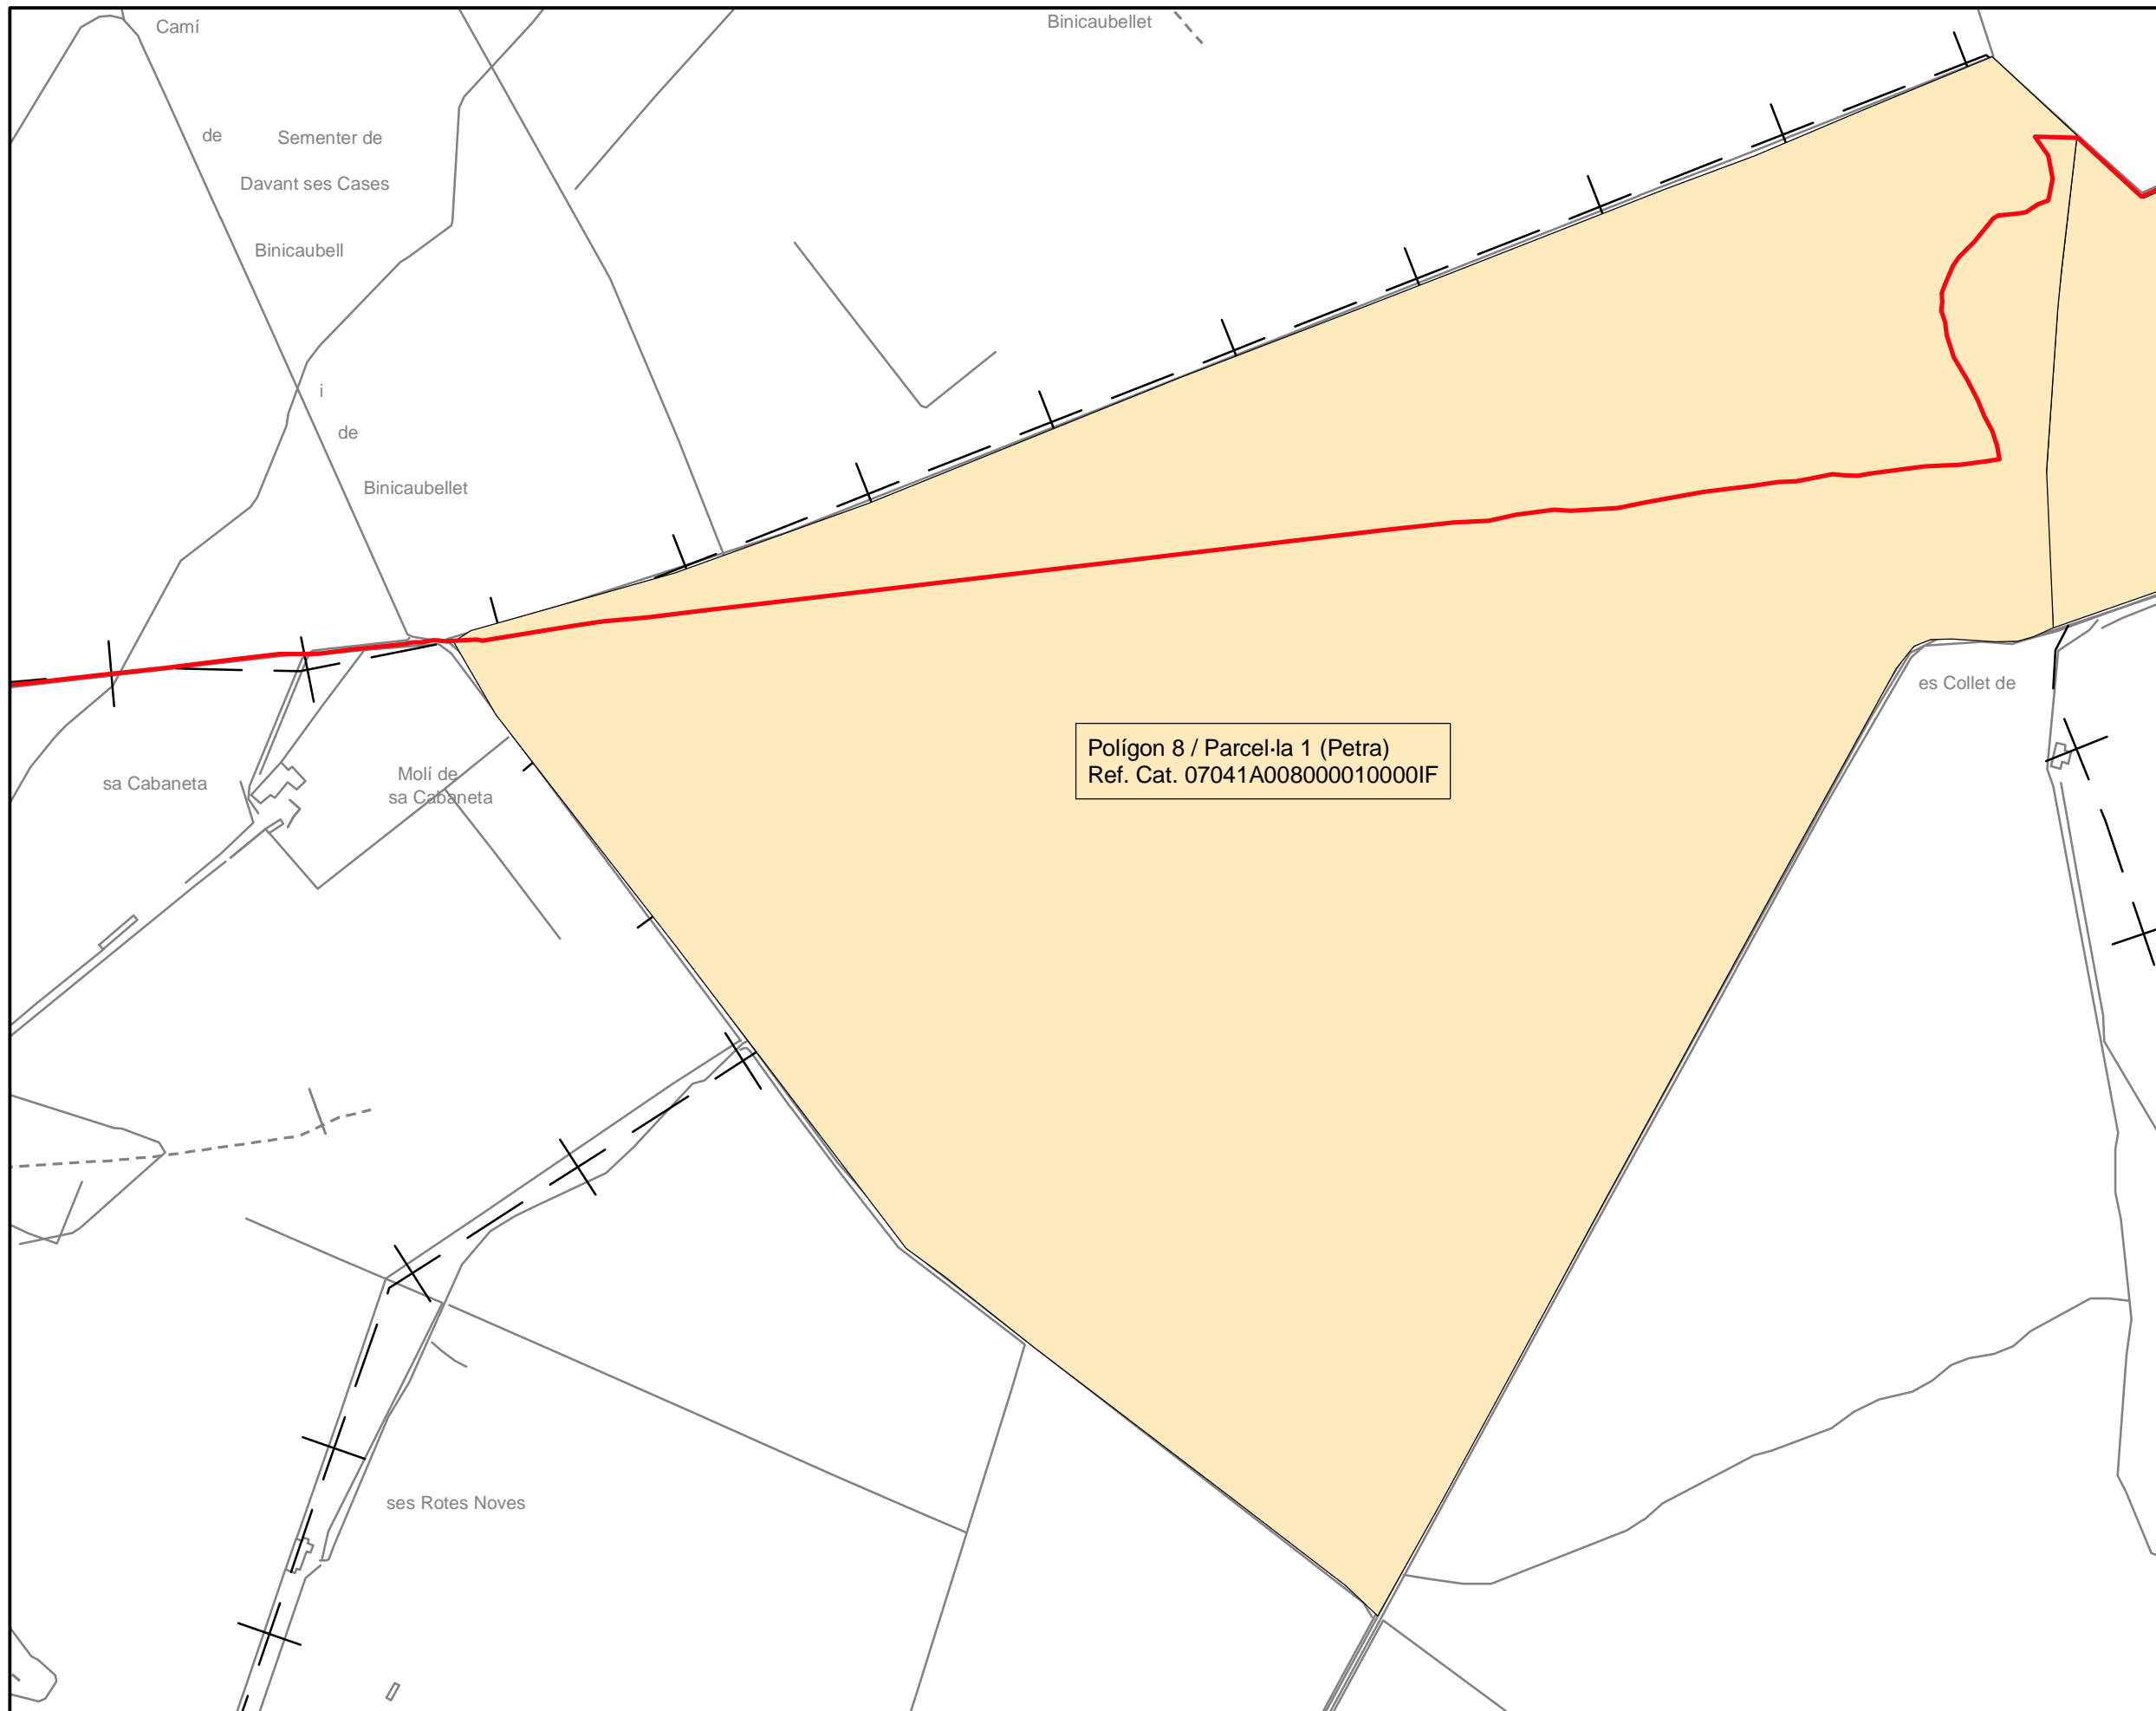 Camí
Binicaubellet
de
Sementer de
Davant ses Cases
Binicaubell
i
de
Binicaubellet
es Collet de
Polígon 8 / Parcel·la 1 (Petra)
Ref. Cat. 07041A008000010000IF
sa Cabaneta
Molí de
sa Cabaneta
ses Rotes Noves